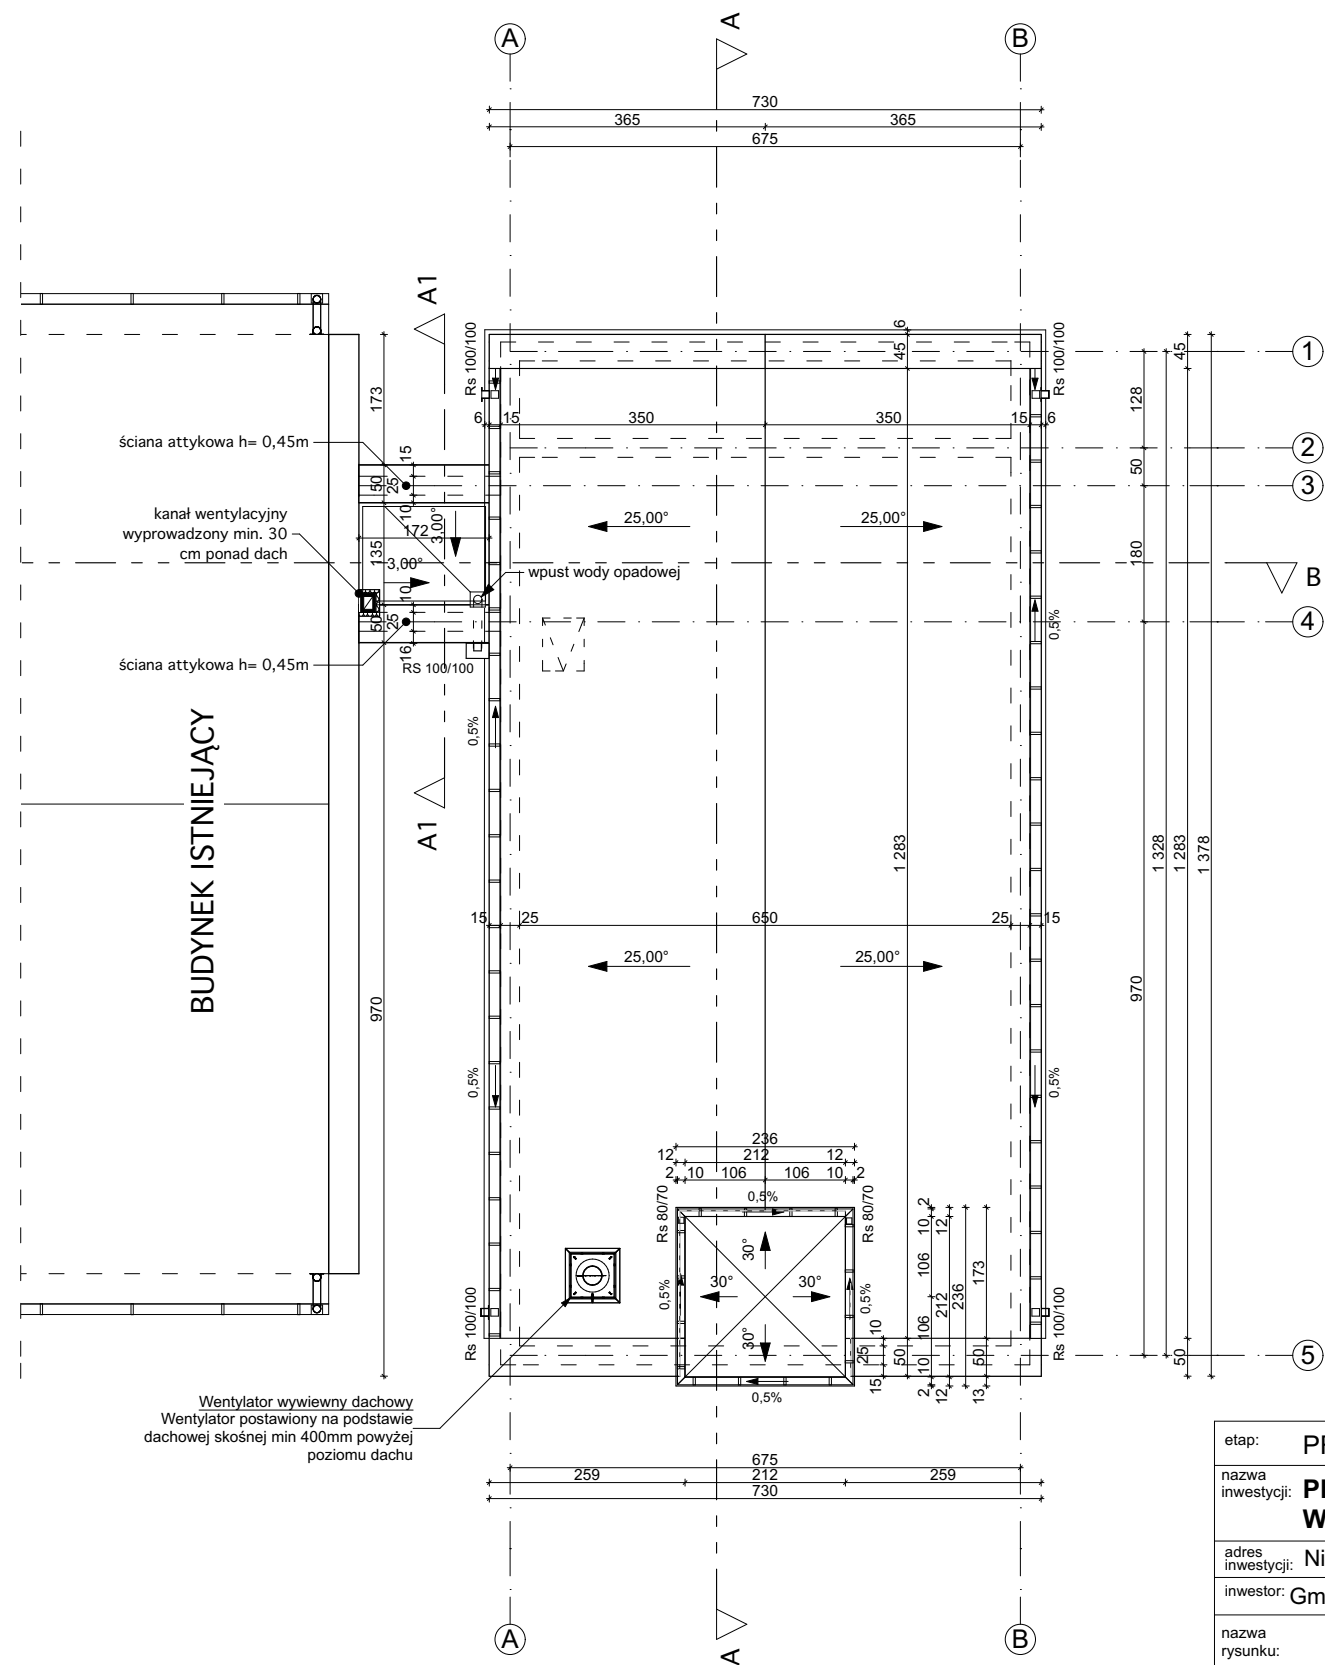 A
A
B
730
365
365
675
A1
Rs 100/100
6
45
Rs 100/100
45
1
173
128
6
15
350
350
15
6
2
ściana attykowa h= 0,45m
15
50
25
50
3
25,00°
25,00°
kanał wentylacyjny
wyprowadzony min. 30
cm ponad dach
10
3,00°
172
135
3,00°
10
180
wpust wody opadowej
B
50
25
16
0,5%
4
ściana attykowa h= 0,45m
RS 100/100
0,5%
A1
BUDYNEK ISTNIEJĄCY
1 283
1 328
1 283
1 378
15
25
650
25
15
25,00°
25,00°
970
970
0,5%
0,5%
236
12
212
12
2
10
106
106
10
2
Rs 80/70
0,5%
Rs 80/70
2
10
12
106
212
236
173
30°
30°
30°
30°
0,5%
0,5%
Rs 100/100
10
25
15
50
106
10
2
12
50
13
Rs 100/100
50
5
0,5%
Wentylator wywiewny dachowy
Wentylator postawiony na podstawie
dachowej skośnej min 400mm powyżej
poziomu dachu
675
259
212
259
730
A
A
B
etap:
nazwa
inwestycji:
adres
inwestycji: Ni
inwestor: Gm
nazwa
rysunku: